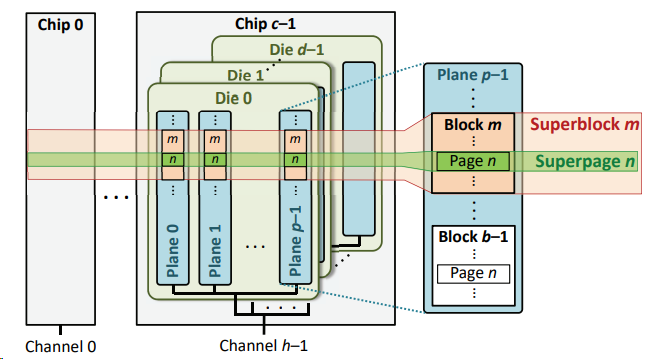 Chip 0
Chip c–1
Die d–1
Die 1
Die 0
Plane p–1
m
m
m
n
n
n
Block m
Superblock m
Page n
Superpage n
Plane 0
Plane 1
Plane p–1
Block b–1
Page n
Channel 0
Channel h–1